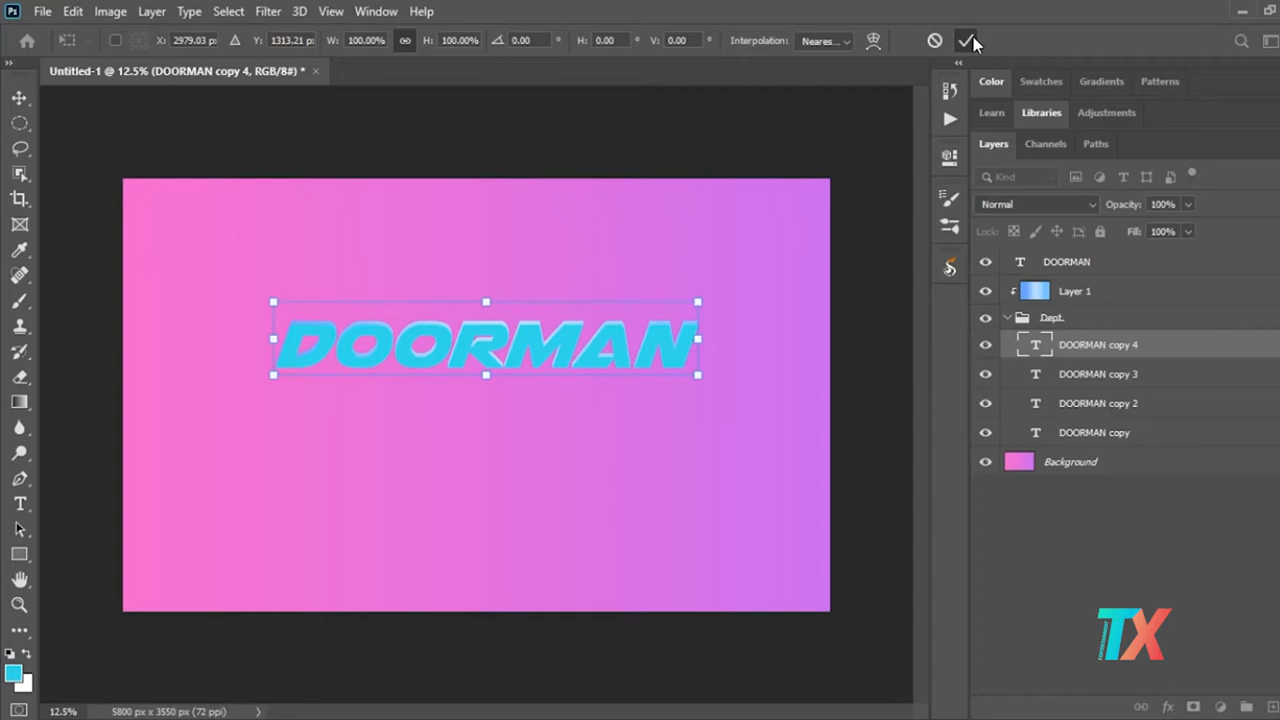 Ps File Edit Image Layer Type Select Filter 3D View Window Help
X: 2979.03 px Y: 1313.21 px W: 100.00% H: 100.00% 0.00 ° H: 0.00 ° V: 0.00 ° Interpolation: Neares...
Untitled-1 @ 12.5% (DOORMAN copy 4, RGB/8#) * ×
Color Swatches Gradients Patterns
Learn Libraries Adjustments
Layers Channels Paths
Kind
Normal Opacity: 100%
Lock: Fill: 100%
T DOORMAN
Layer 1
Dept.
T DOORMAN copy 4
T DOORMAN copy 3
T DOORMAN copy 2
T DOORMAN copy
Background
DOORMAN
TX
12.5% 5800 px x 3550 px (72 ppi)
fx